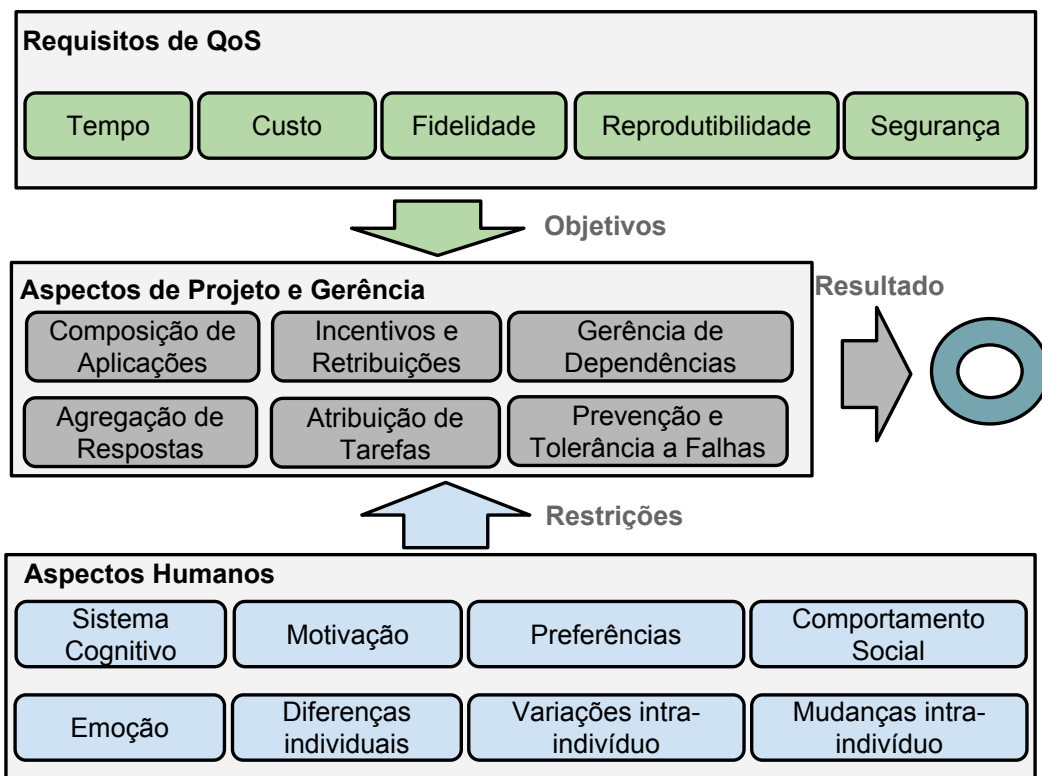 Requisitos de QoS
Tempo
Custo
Fidelidade
Reprodutibilidade
Segurança
Objetivos
Aspectos de Projeto e Gerência
Composição de
Aplicações
Incentivos e
Retribuições
Gerência de
Dependências
Agregação de
Respostas
Atribuição de
Tarefas
Prevenção e
Tolerância a Falhas
Resultado
Restrições
Aspectos Humanos
Sistema
Cognitivo
Motivação
Preferências
Comportamento
Social
Emoção
Diferenças
individuais
Variações intra-
indivíduo
Mudanças intra-
indivíduo